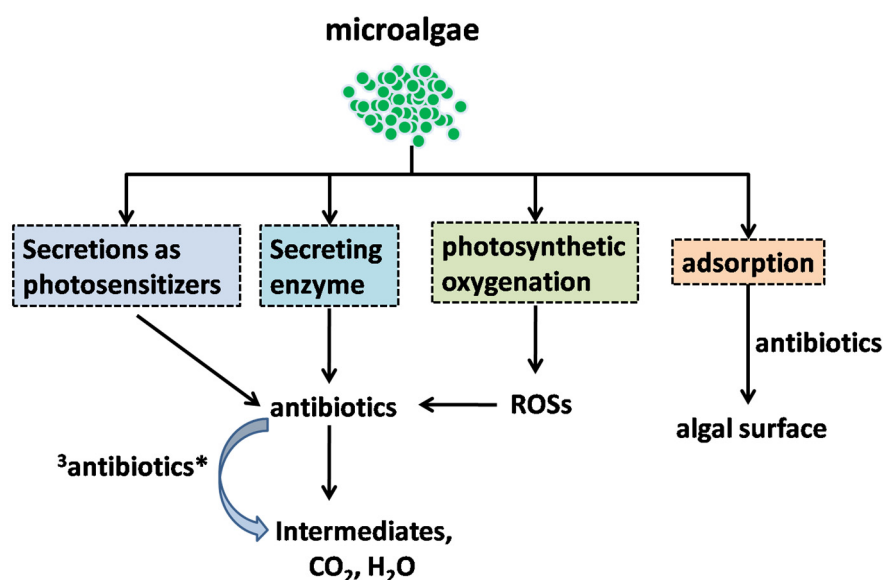 microalgae
Secretions as
photosensitizers
Secreting
enzyme
photosynthetic
oxygenation
adsorption
antibiotics
antibiotics
ROSs
algal surface
³antibiotics*
Intermediates,
CO₂, H₂O